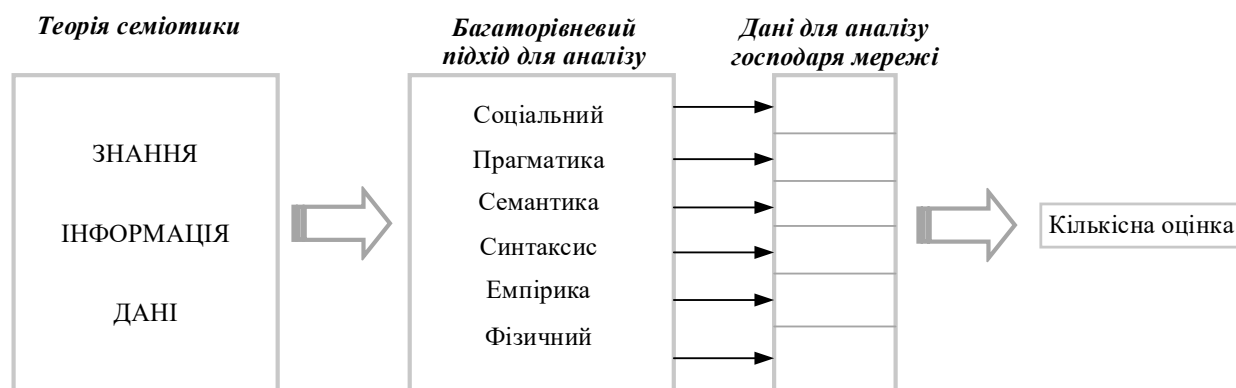 Теорія семіотики
Багаторівневий
підхід для аналізу
Дані для аналізу
господаря мережі
ЗНАННЯ
ІНФОРМАЦІЯ
ДАНІ
Соціальний
Прагматика
Семантика
Синтаксис
Емпірика
Фізичний
Кількісна оцінка